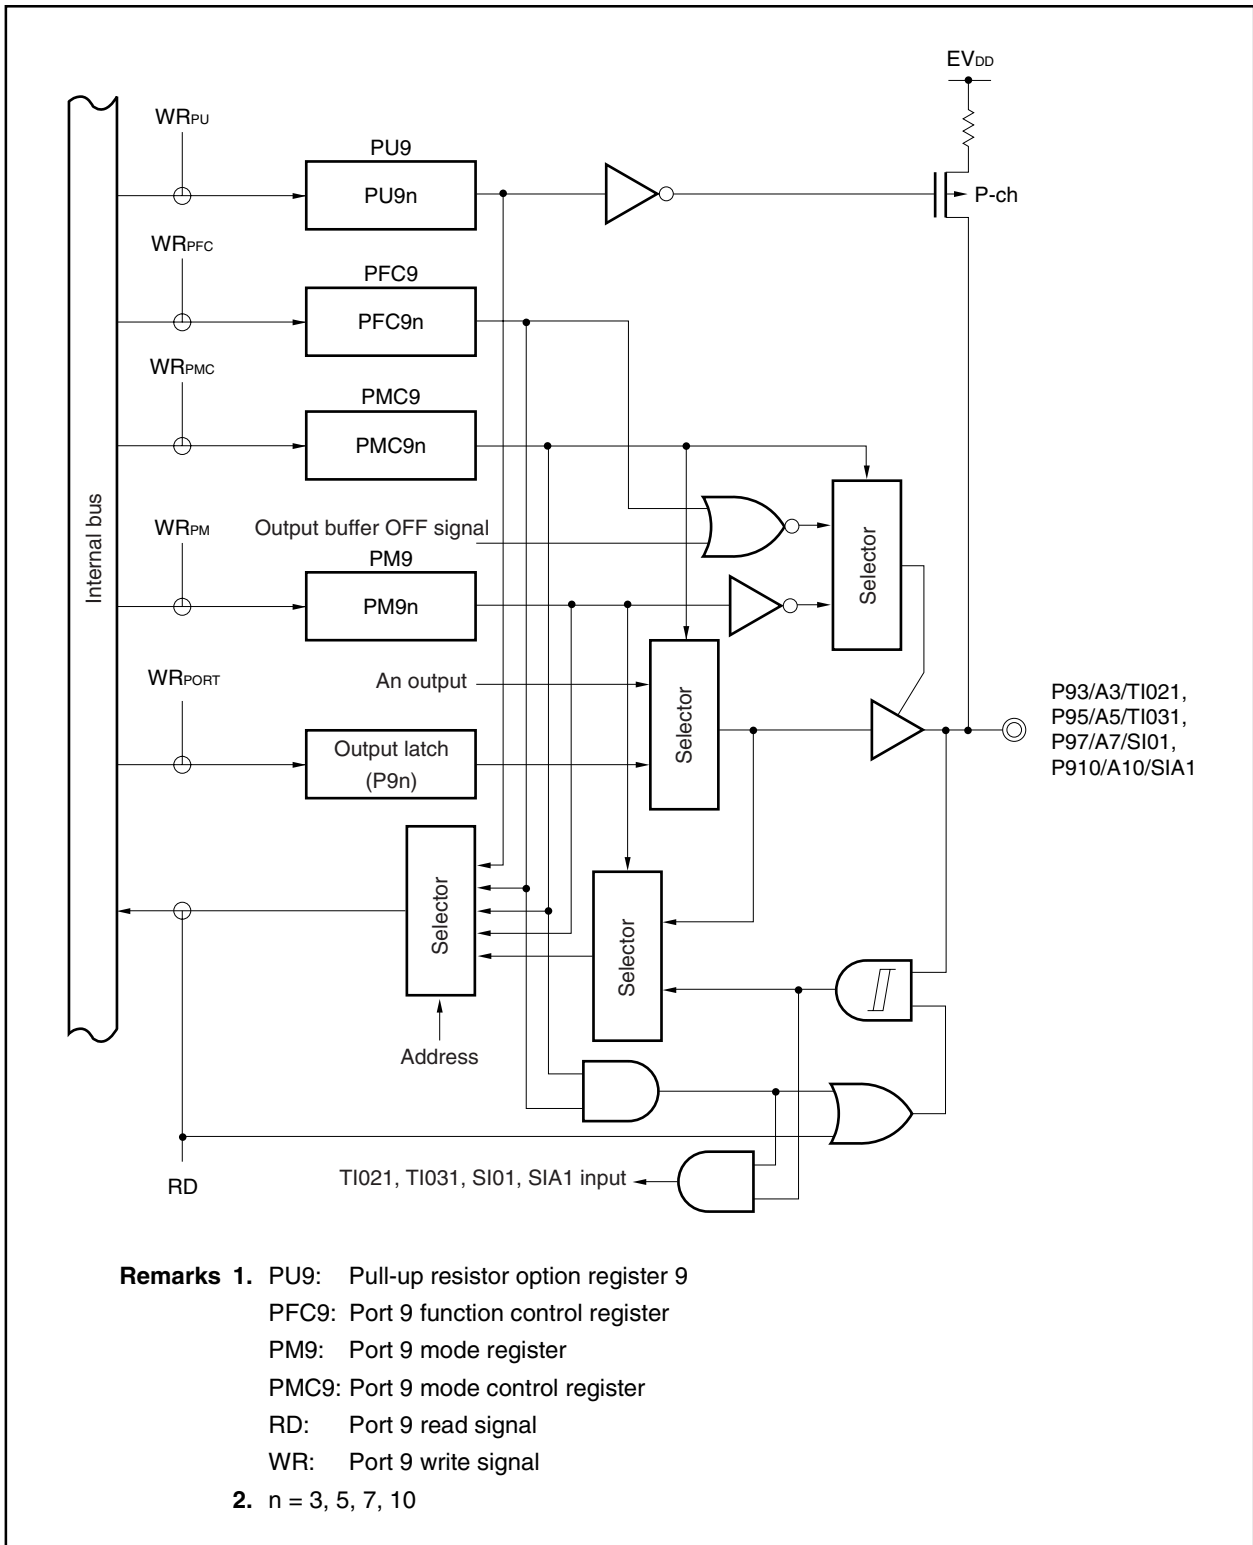 EVDD
WRPU
PU9
PU9n
P-ch
WRPFC
PFC9
PFC9n
WRPMC
PMC9
PMC9n
Internal bus
Output buffer OFF signal
WRPM
PM9
PM9n
Selector
An output
WRPORT
Output latch
(P9n)
Selector
P93/A3/TI021,
P95/A5/TI031,
P97/A7/SI01,
P910/A10/SIA1
Selector
Selector
Address
RD
TI021, TI031, SI01, SIA1 input
Remarks 1. PU9: Pull-up resistor option register 9
PFC9: Port 9 function control register
PM9: Port 9 mode register
PMC9: Port 9 mode control register
RD: Port 9 read signal
WR: Port 9 write signal
2. n = 3, 5, 7, 10